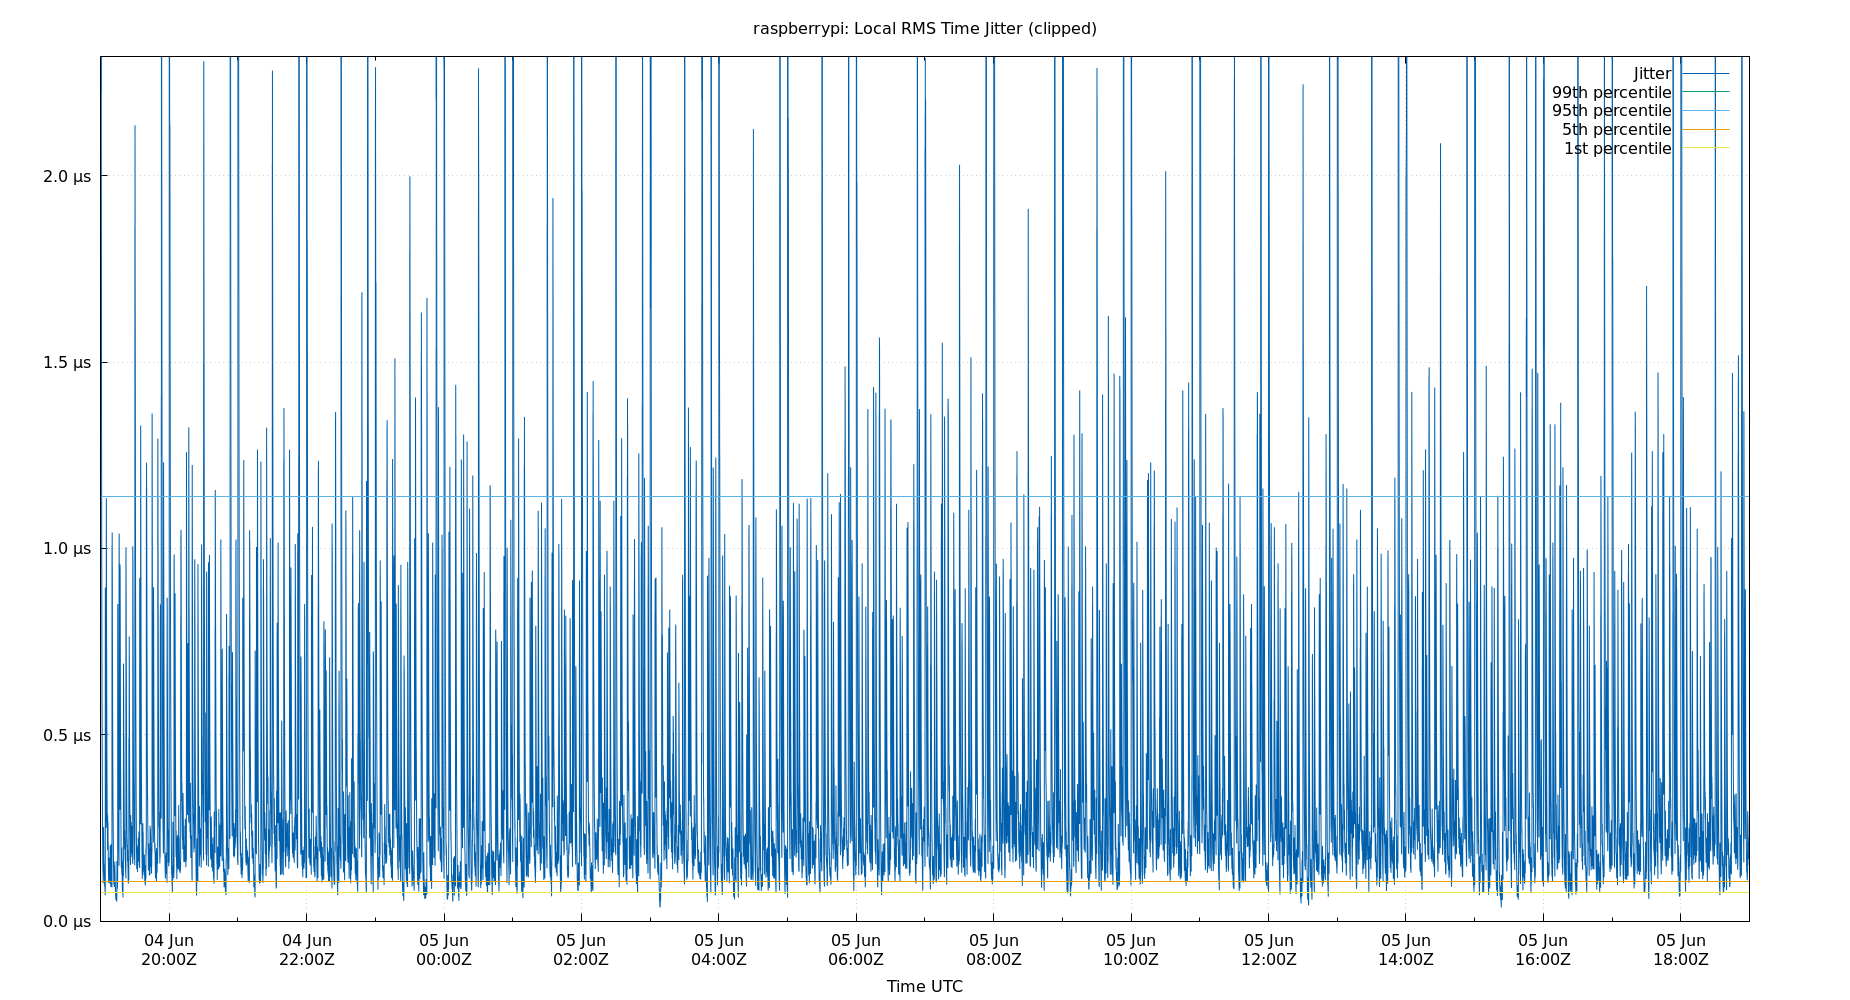 raspberrypi: Local RMS Time Jitter (clipped)
Jitter
99th percentile
95th percentile
5th percentile
1st percentile
2.0 µs
1.5 µs
1.0 µs
0.5 µs
0.0 µs
04 Jun 04 Jun 05 Jun 05 Jun 05 Jun 05 Jun 05 Jun 05 Jun 05 Jun 05 Jun 05 Jun 05 Jun
20:00Z 22:00Z 00:00Z 02:00Z 04:00Z 06:00Z 08:00Z 10:00Z 12:00Z 14:00Z 16:00Z 18:00Z
Time UTC